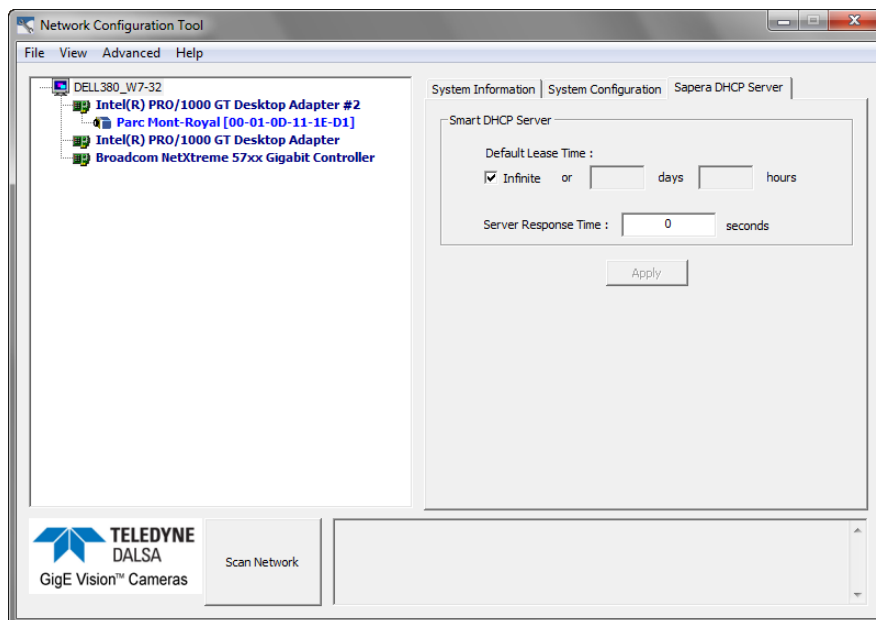 Network Configuration Tool
File View Advanced Help
DELL380_W7-32
Intel(R) PRO/1000 GT Desktop Adapter #2
Parc Mont-Royal [00-01-0D-11-1E-D1]
Intel(R) PRO/1000 GT Desktop Adapter
Broadcom NetXtreme 57xx Gigabit Controller
System Information System Configuration Sapera DHCP Server
Smart DHCP Server
Default Lease Time :
Infinite or days hours
Server Response Time : 0 seconds
Apply
TELEDYNE
DALSA
GigE Vision™ Cameras
Scan Network